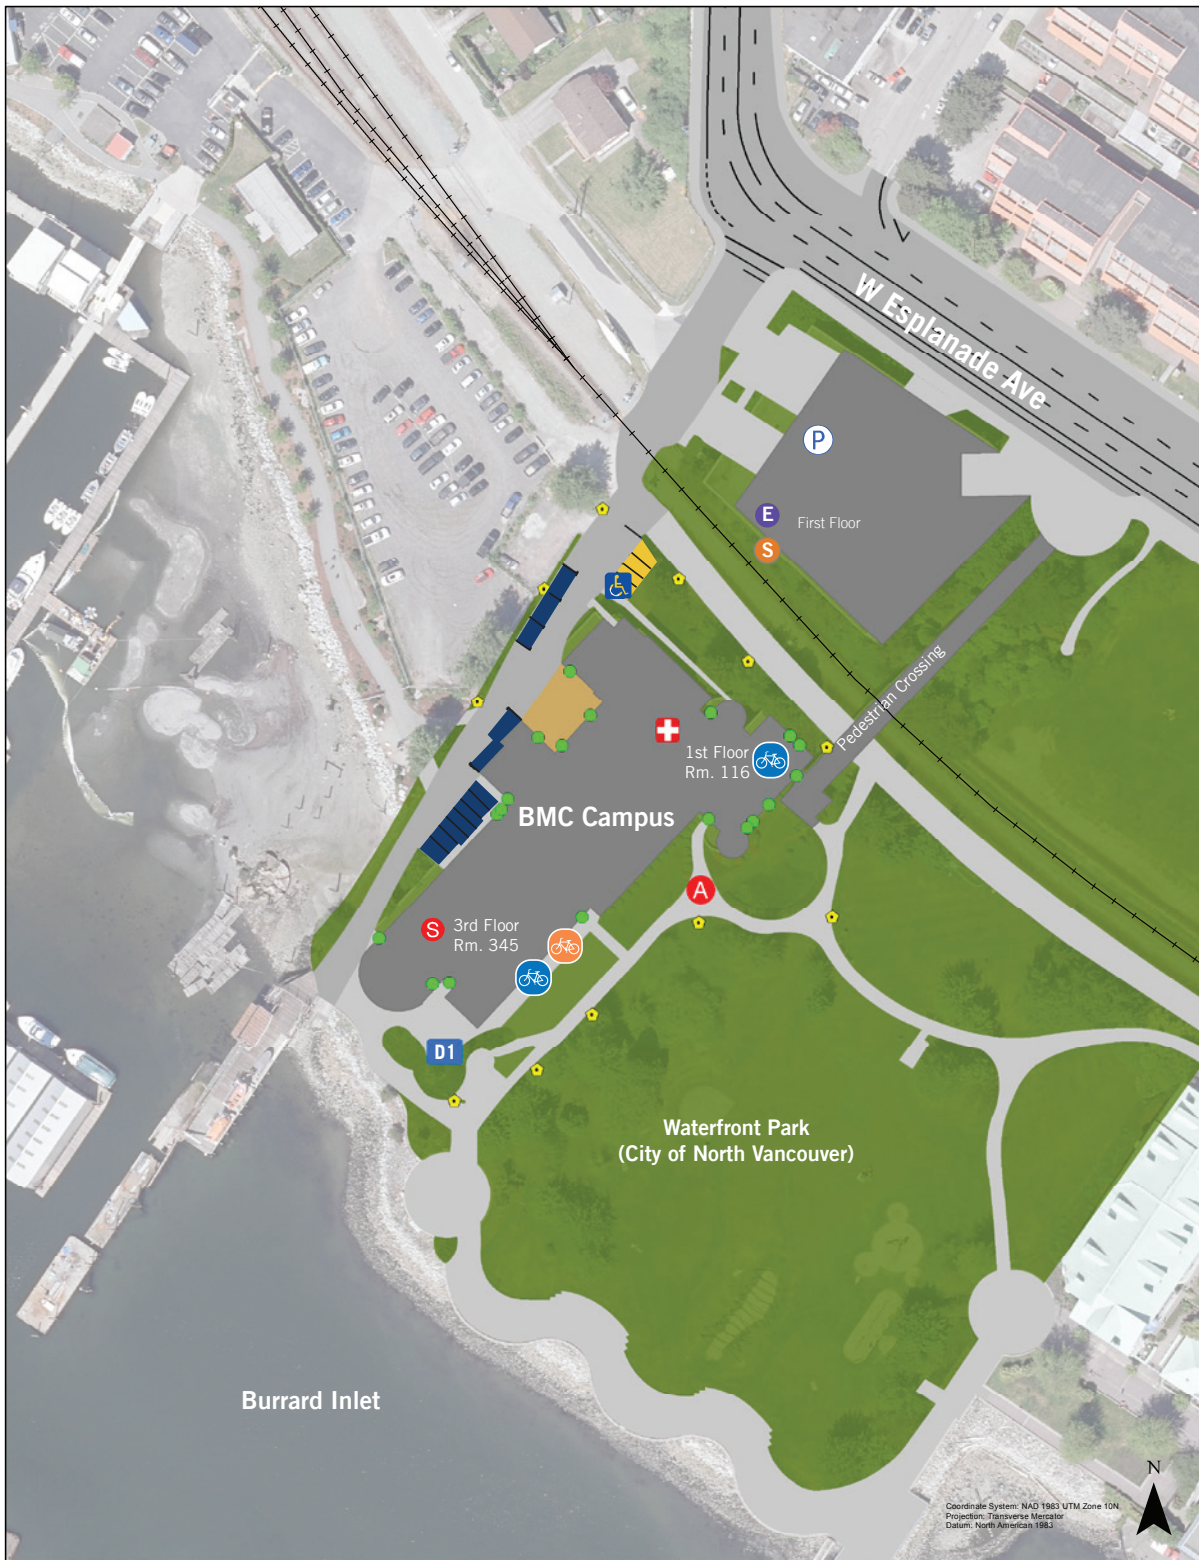 W Esplanade Ave
P
E
First Floor
S
Pedestrian Crossing
1st Floor
Rm. 116
BMC Campus
A
S
3rd Floor
Rm. 345
D1
Waterfront Park
(City of North Vancouver)
Burrard Inlet
N
Coordinate System: NAD 1983 UTM Zone 10N
Projection: Transverse Mercator
Datum: North American 1983